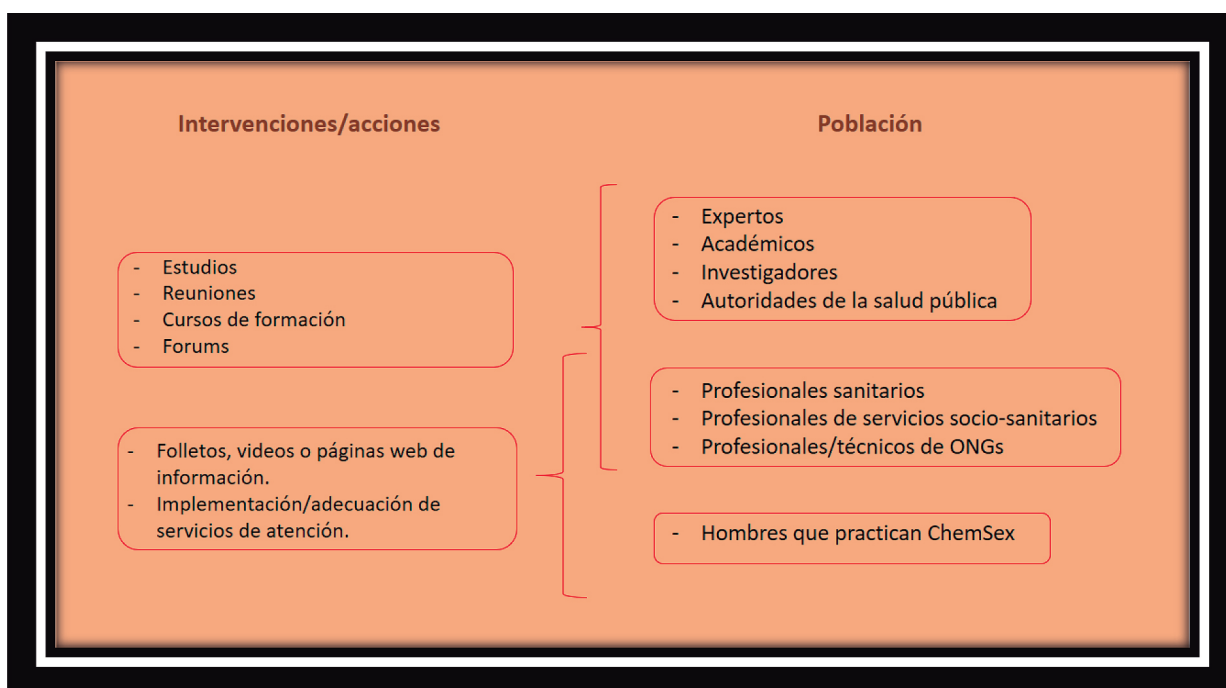 Intervenciones/acciones
- Estudios
- Reuniones
- Cursos de formación
- Forums
- Folletos, videos o páginas web de
información.
- Implementación/adecuación de
servicios de atención.
Población
- Expertos
- Académicos
- Investigadores
- Autoridades de la salud pública
- Profesionales sanitarios
- Profesionales de servicios socio-sanitarios
- Profesionales/técnicos de ONGs
- Hombres que practican ChemSex